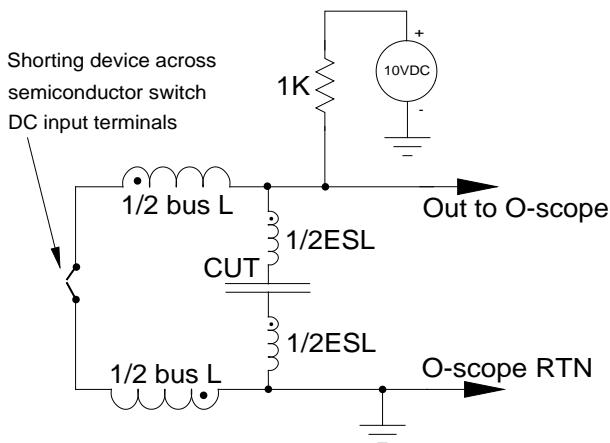 Shorting device across
semiconductor switch
DC input terminals
+
10VDC
-
1K
1/2 bus L
Out to O-scope
1/2ESL
CUT
1/2ESL
1/2 bus L
O-scope RTN